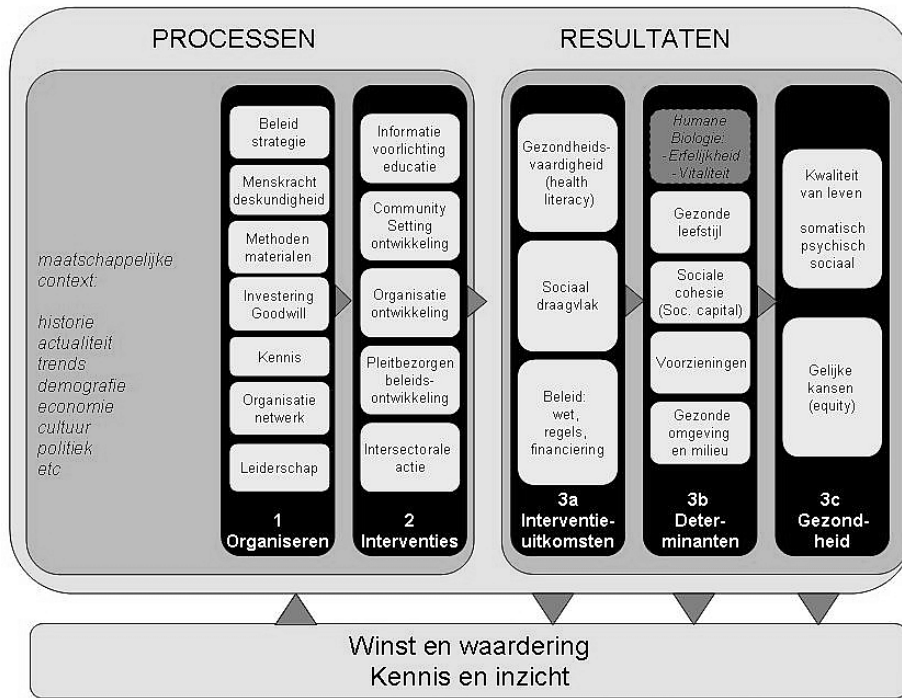 PROCESSEN
RESULTATEN
maatschappelijke
context:
historie
actualiteit
trends
demografie
economie
cultuur
politiek
etc
Beleid
strategie
Menskracht
deskundigheid
Methoden
materialen
Investering
Goodwill
Kennis
Organisatie
netwerk
Leiderschap
1
Organiseren
Informatie
voorlichting
educatie
Community
Setting
ontwikkeling
Organisatie
ontwikkeling
Pleitbezorgen
beleids-
ontwikkeling
Intersectorale
actie
2
Interventies
Gezondheids-
vaardigheid
(health
literacy)
Sociaal
draagvlak
Beleid:
wet,
regels,
financiering
3a
Interventie-
uitkomsten
Humane
Biologie:
-Erfelijkheid
-Vitaliteit
Gezonde
leefstijl
Sociale
cohesie
(Soc. capital)
Voorzieningen
Gezonde
omgeving
en milieu
3b
Deter-
minanten
Kwaliteit
van leven
somatisch
psychisch
sociaal
Gelijke
kansen
(equity)
3c
Gezond-
heid
Winst en waardering
Kennis en inzicht